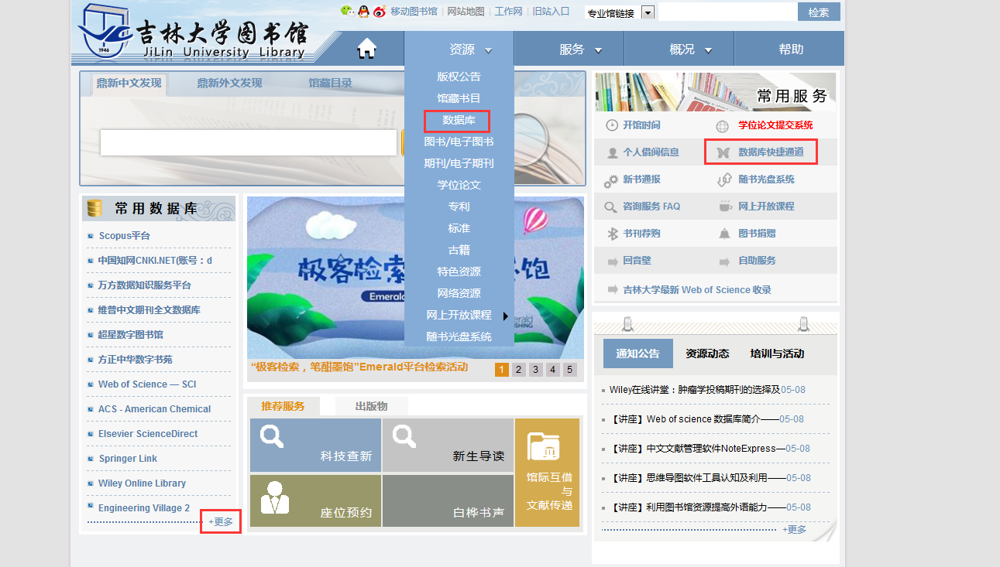 移动图书馆 | 网站地图 | 工作网 | 旧站入口
专业馆链接
检索
吉林大学图书馆
JiLin University Library
1946
资源
服务
概况
帮助
鼎新中文发现
鼎新外文发现
馆藏目录
版权公告
馆藏书目
数据库
图书/电子图书
期刊/电子期刊
学位论文
专利
标准
古籍
特色资源
网络资源
网上开放课程
随书光盘系统
常用服务
开馆时间
学位论文提交系统
个人借阅信息
数据库快捷通道
新书通报
随书光盘系统
咨询服务 FAQ
网上开放课程
书刊荐购
图书捐赠
回音壁
自助服务
吉林大学最新 Web of Science 收录
常用数据库
Scopus平台
中国知网CNKI.NET(账号：d
万方数据知识服务平台
维普中文期刊全文数据库
超星数字图书馆
方正中华数字书苑
Web of Science — SCI
ACS - American Chemical
Elsevier ScienceDirect
Springer Link
Wiley Online Library
Engineering Village 2
+更多
极客检索
饱
Emerald
“极客检索，笔酣墨饱”Emerald平台检索活动
1 2 3 4 5
推荐服务
出版物
科技查新
新生导读
馆际互借
与
文献传递
座位预约
白桦书声
通知公告
资源动态
培训与活动
Wiley在线讲堂：肿瘤学投稿期刊的选择及05-08
【讲座】Web of science 数据库简介——05-08
【讲座】中文文献管理软件NoteExpress—05-08
【讲座】思维导图软件工具认知及利用——05-08
【讲座】利用图书馆资源提高外语能力——05-08
+更多